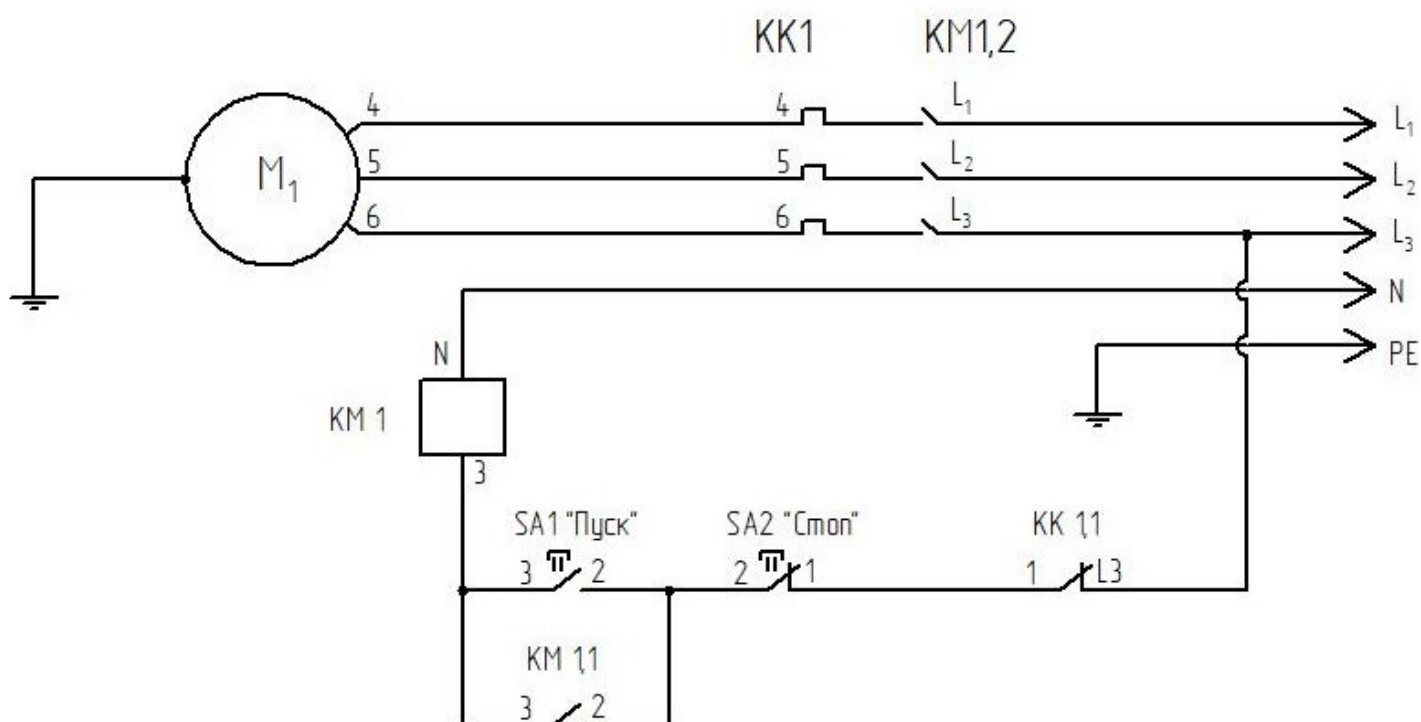 KK1 KM1,2
4 4 L₁ L₁
M₁ 5 5 L₂ L₂
6 6 L₃ L₃
N
N PE
KM 1
3
SA1 "Пуск" SA2 "Стоп" KK 1,1
3 2 2 1 1 L3
KM 1,1
3 2